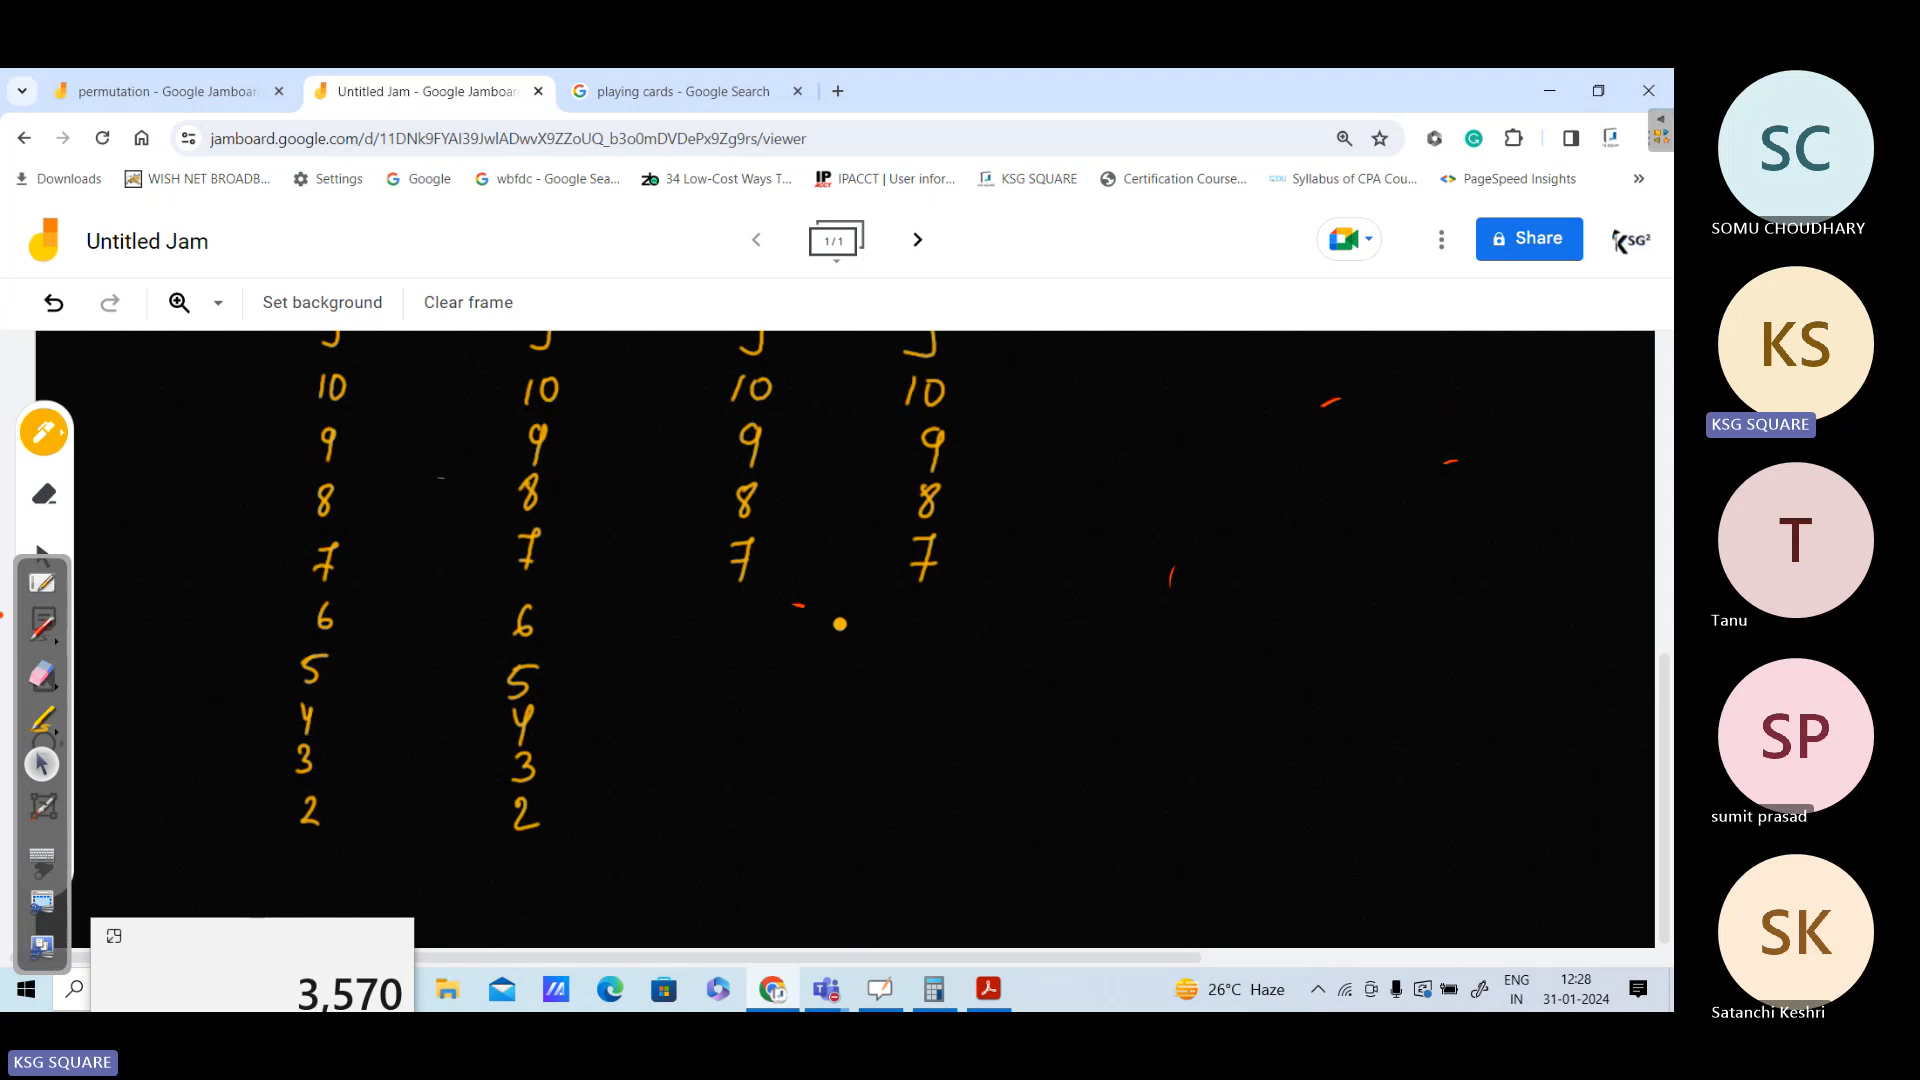 permutation - Google Jamboar
Untitled Jam - Google Jamboar
playing cards - Google Search
jamboard.google.com/d/11DNk9FYAI39JwlADwvX9ZZoUQ_b3o0mDVDePx9Zg9rs/viewer
Downloads
WISH NET BROADB...
Settings
Google
wbfdc - Google Sea...
34 Low-Cost Ways T...
IPACCT | User infor...
KSG SQUARE
Certification Course...
Syllabus of CPA Cou...
PageSpeed Insights
Untitled Jam
1 / 1
Share
KSG²
Set background
Clear frame
J J J J
10 10 10 10
9 9 9 9
8 8 8 8
7 7 7 7
6 6
5 5
4 4
3 3
2 2
3,570
26°C Haze
ENG
IN
12:28
31-01-2024
SC
SOMU CHOUDHARY
KS
KSG SQUARE
T
Tanu
SP
sumit prasad
SK
Satanchi Keshri
KSG SQUARE